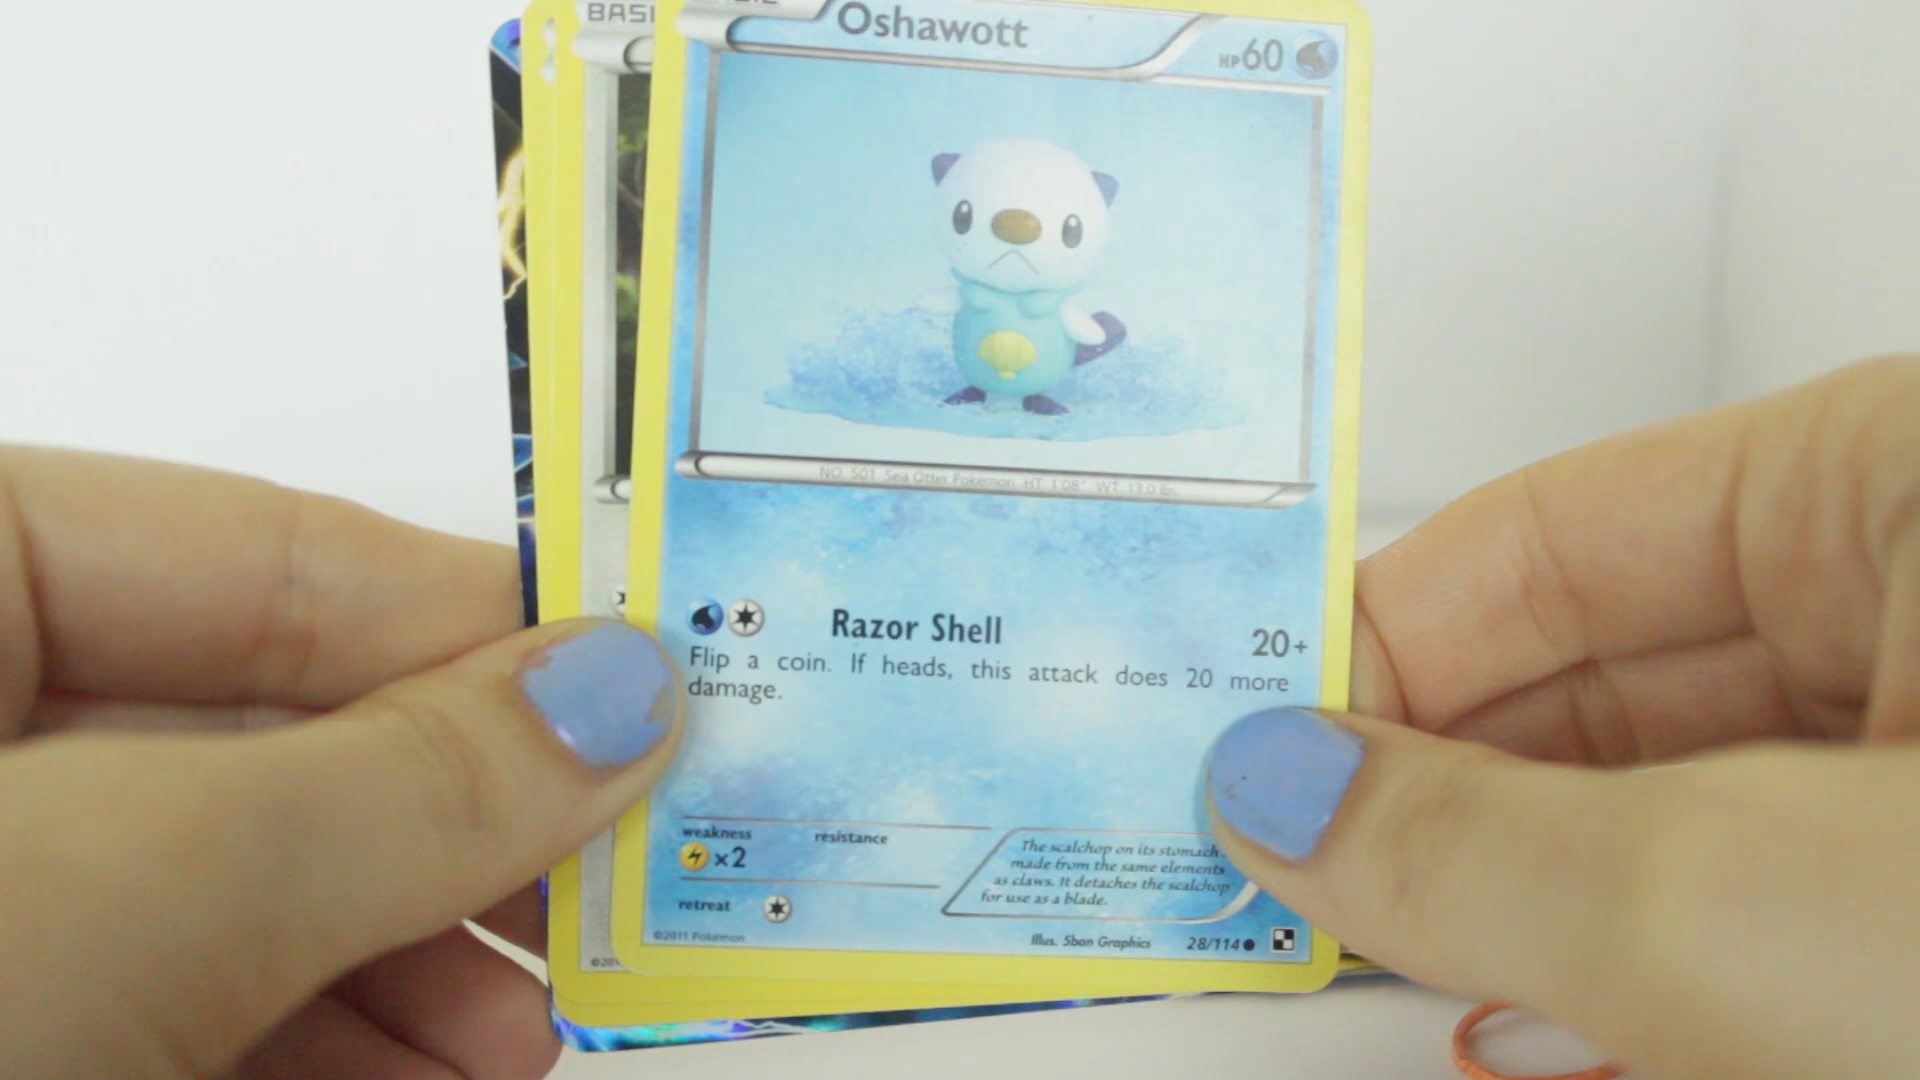 BASI
Oshawott
HP 60
NO. 501 Sea Otter Pokémon HT. 1'08" WT. 13.0 lbs.
Razor Shell 20+
Flip a coin. If heads, this attack does 20 more
damage.
weakness resistance
×2
The scalchop on its stomach
made from the same elements
as claws. It detaches the scalchop
for use as a blade.
retreat
©2011 Pokémon Illus. 5ban Graphics 28/114
©201